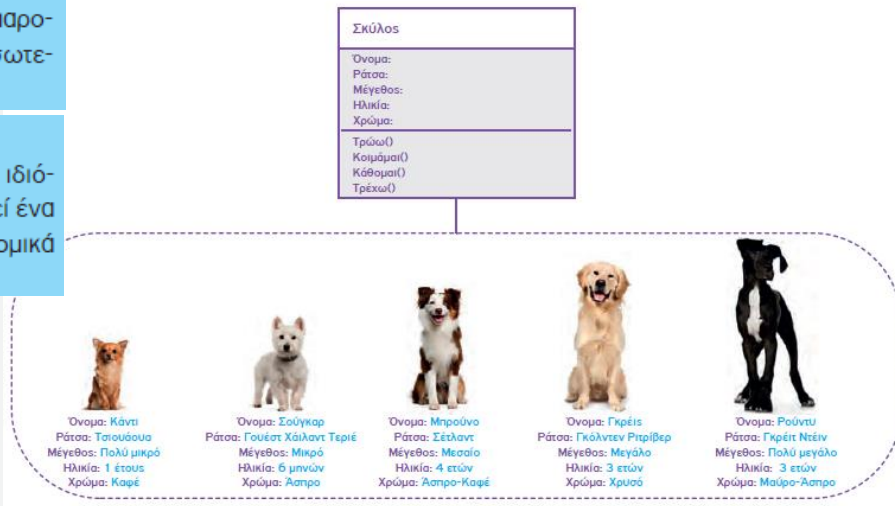 σωτε-
ιδιό-
ένα
Σκύλος
Όνομα:
Ράτσα:
Μέγεθος:
Ηλικία:
Χρώμα:
Τρώω()
Κοιμάμαι()
Κάθομαι()
Τρέχω()
Όνομα: Κάντι
Ράτσα: Τσιουάουα
Μέγεθος: Πολύ μικρό
Ηλικία: 1 έτους
Χρώμα: Καφέ
Όνομα: Σούγκαρ
Ράτσα: Γουέστ Χάιλαντ Τεριέ
Μέγεθος: Μικρό
Ηλικία: 6 μηνών
Χρώμα: Άσπρο
Όνομα: Μπρούνο
Ράτσα: Σέτλαντ
Μέγεθος: Μεσαίο
Ηλικία: 4 ετών
Χρώμα: Άσπρο-Καφέ
Όνομα: Γκρέις
Ράτσα: Γκόλντεν Ριτρίβερ
Μέγεθος: Μεγάλο
Ηλικία: 3 ετών
Χρώμα: Χρυσό
Όνομα: Ρούντυ
Ράτσα: Γκρέιτ Ντέιν
Μέγεθος: Πολύ μεγάλο
Ηλικία: 3 ετών
Χρώμα: Μαύρο-Άσπρο